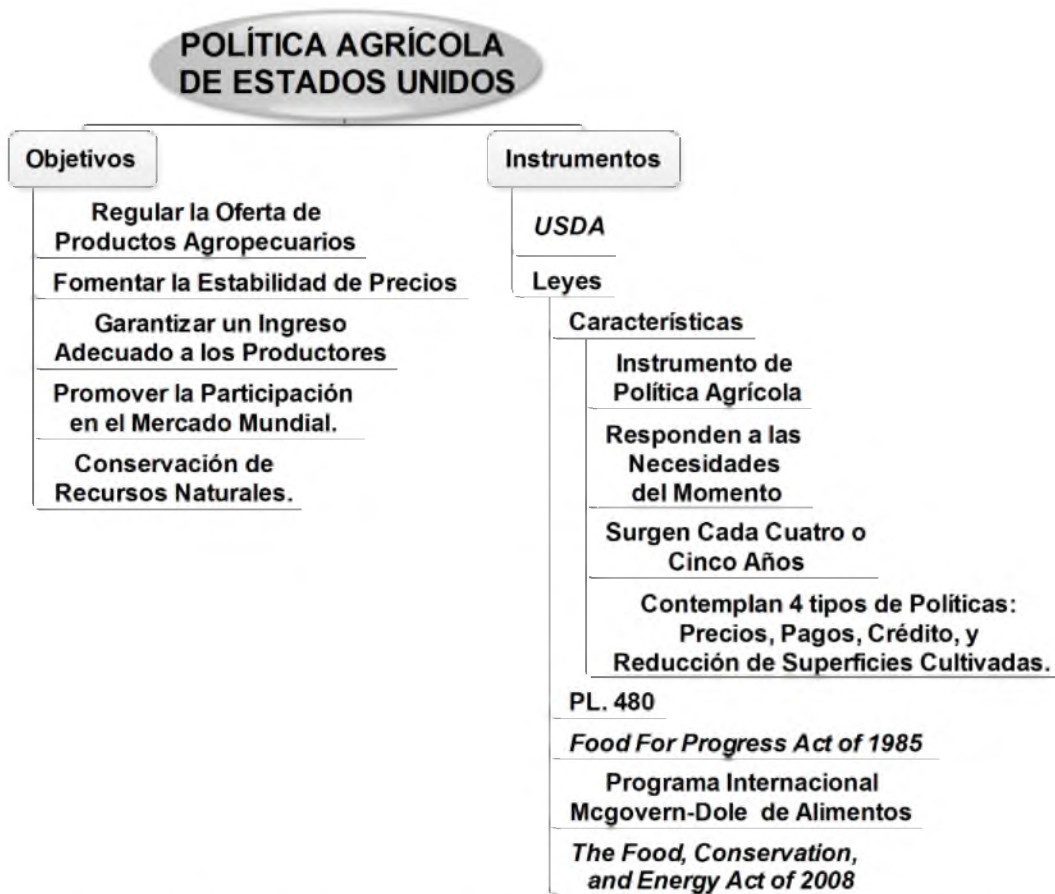 POLÍTICA AGRÍCOLA
DE ESTADOS UNIDOS
Objetivos
Regular la Oferta de
Productos Agropecuarios
Fomentar la Estabilidad de Precios
Garantizar un Ingreso
Adecuado a los Productores
Promover la Participación
en el Mercado Mundial.
Conservación de
Recursos Naturales.
Instrumentos
USDA
Leyes
Caracterísficas
Instrumento de
Política Agrícola
Responden a las
Necesidades
del Momento
Surgen Cada Cuatro o
Cinco Años
Contemplan 4 tipos de Políticas:
Precios, Pagos, Crédito, y
Reducción de Superficies Cultivadas.
PL. 480
Food For Progress Act of 1985
Programa Internacional
Mcgovern-Dole de Alimentos
The Food, Conservation,
and Energy Act of 2008